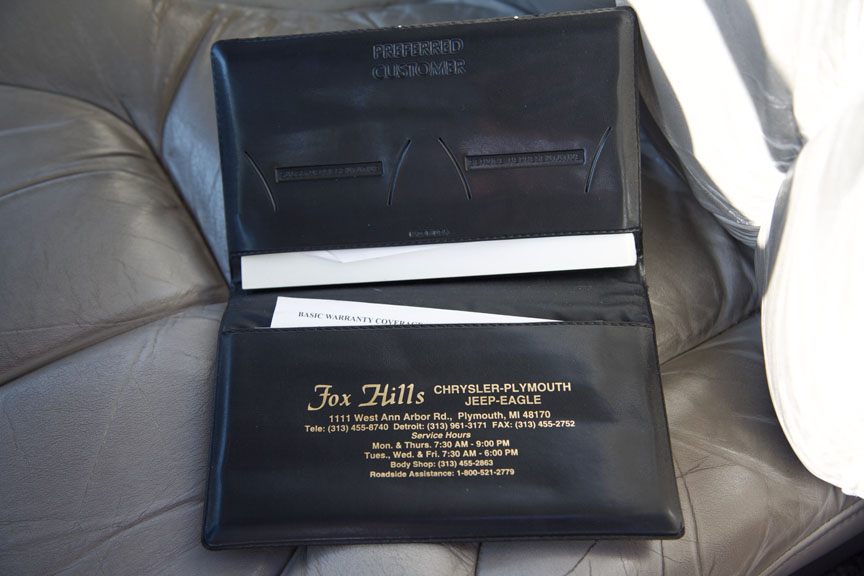 PREFERRED
CUSTOMER
SERVICE REPRESENTATIVE
BASIC WARRANTY COVERAGE
Fox Hills CHRYSLER-PLYMOUTH
JEEP-EAGLE
1111 West Ann Arbor Rd., Plymouth, MI 48170
Tele: (313) 455-8740 Detroit: (313) 961-3171 FAX: (313) 455-2752
Service Hours
Mon. & Thurs. 7:30 AM - 9:00 PM
Tues., Wed. & Fri. 7:30 AM - 6:00 PM
Body Shop: (313) 455-2863
Roadside Assistance: 1-800-521-2779